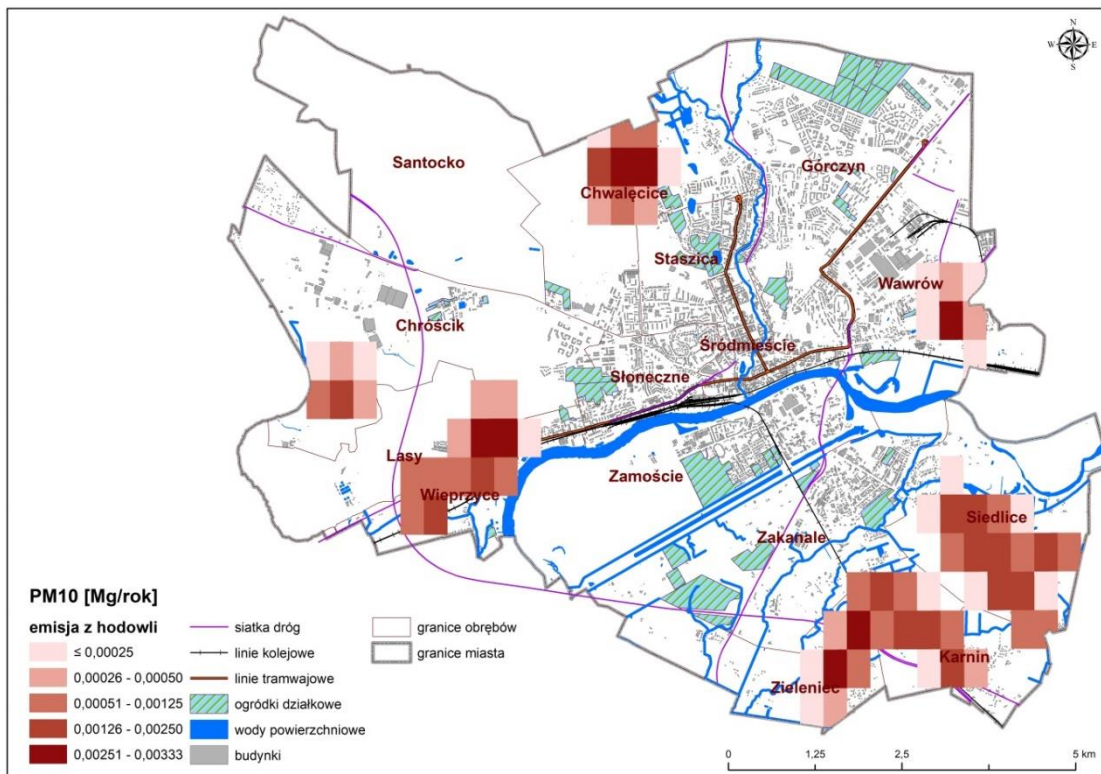 N
W E
S
Santocko
Chwalęcice
Górczyn
Staszica
Wawrów
Chróścik
Śródmieście
Słoneczne
Lasy
Wieprzyce
Zamoście
Siedlice
Zakanale
Karnin
Zieleniec
PM10 [Mg/rok]
emisja z hodowli
≤ 0,00025
0,00026 - 0,00050
0,00051 - 0,00125
0,00126 - 0,00250
0,00251 - 0,00333
siatka dróg
linie kolejowe
linie tramwajowe
ogródki działkowe
wody powierzchniowe
budynki
granice obrębów
granice miasta
0 1,25 2,5 5 km